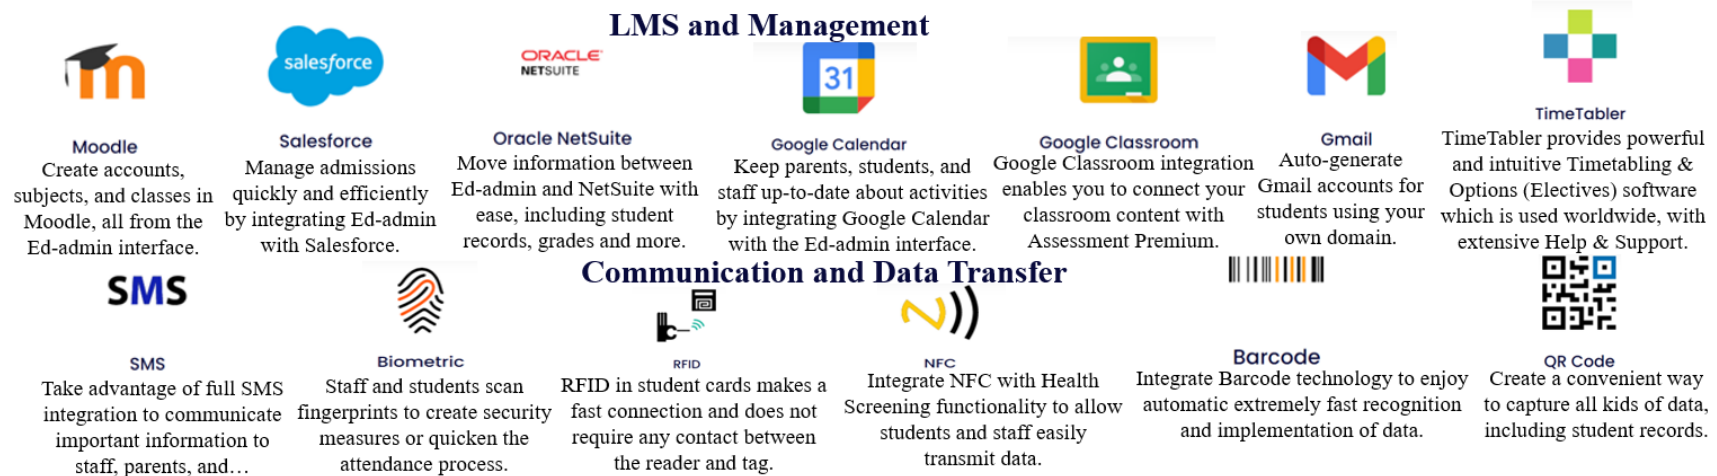 LMS and Management
salesforce
ORACLE
NETSUITE
31
Moodle
Create accounts,
subjects, and classes in
Moodle, all from the
Ed-admin interface.
Salesforce
Manage admissions
quickly and efficiently
by integrating Ed-admin
with Salesforce.
Oracle NetSuite
Move information between
Ed-admin and NetSuite with
ease, including student
records, grades and more.
Google Calendar
Keep parents, students, and
staff up-to-date about activities
by integrating Google Calendar
with the Ed-admin interface.
Google Classroom
Google Classroom integration
enables you to connect your
classroom content with
Assessment Premium.
Gmail
Auto-generate
Gmail accounts for
students using your
own domain.
TimeTabler
TimeTabler provides powerful
and intuitive Timetabling &
Options (Electives) software
which is used worldwide, with
extensive Help & Support.
Communication and Data Transfer
SMS
SMS
Take advantage of full SMS
integration to communicate
important information to
staff, parents, and…
Biometric
Staff and students scan
fingerprints to create security
measures or quicken the
attendance process.
RFID
RFID in student cards makes a
fast connection and does not
require any contact between
the reader and tag.
NFC
Integrate NFC with Health
Screening functionality to allow
students and staff easily
transmit data.
Barcode
Integrate Barcode technology to enjoy
automatic extremely fast recognition
and implementation of data.
QR Code
Create a convenient way
to capture all kids of data,
including student records.